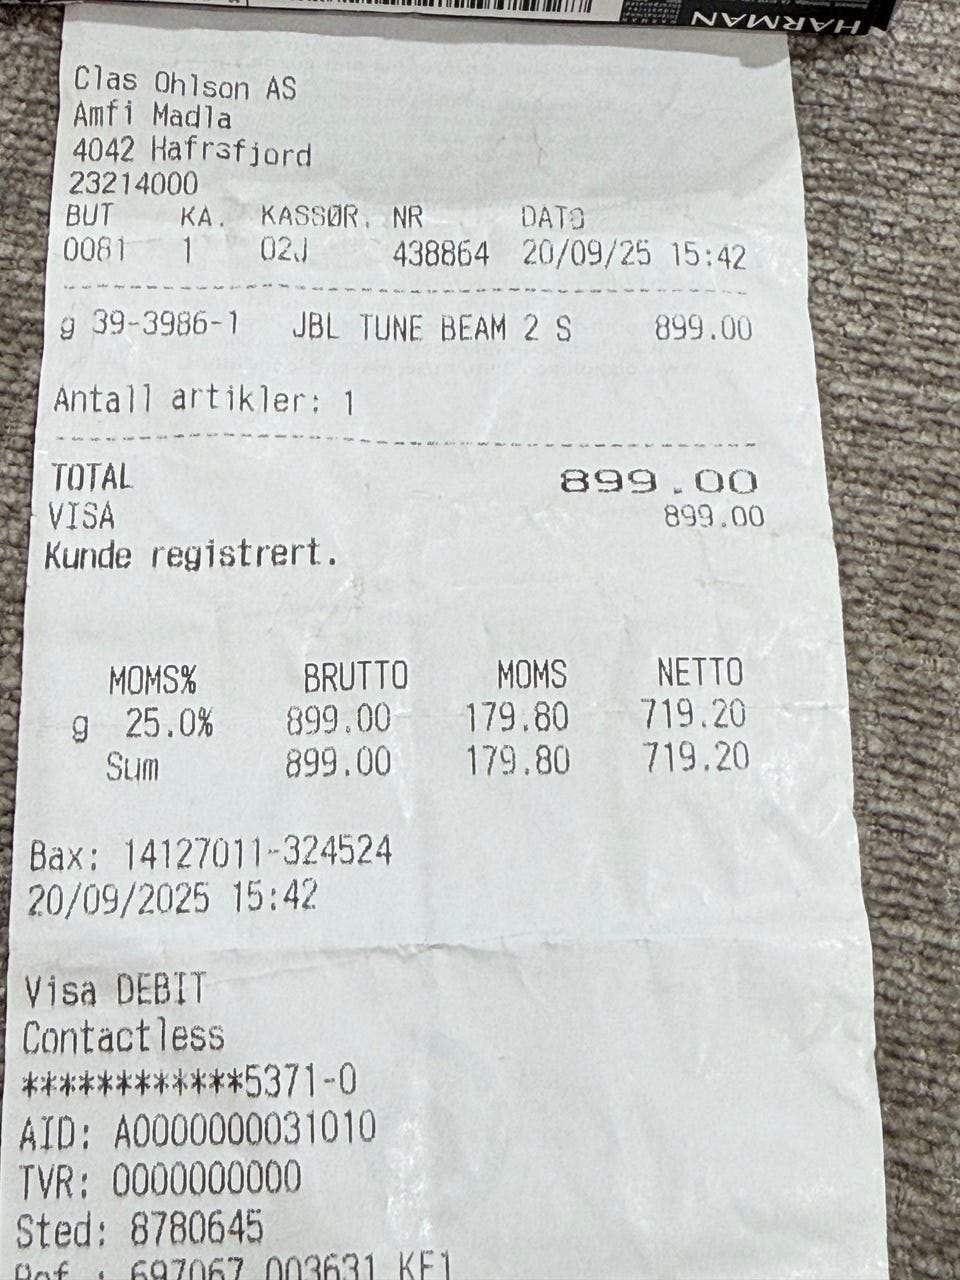 HARMAN
Clas Ohlson AS
Amfi Madla
4042 Hafrsfjord
23214000
BUT KA. KASSØR. NR DATO
0081 1 02J 438864 20/09/25 15:42
g 39-3986-1 JBL TUNE BEAM 2 S 899.00
Antall artikler: 1
TOTAL 899.00
VISA 899.00
Kunde registrert.
MOMS% BRUTTO MOMS NETTO
g 25.0% 899.00 179.80 719.20
Sum 899.00 179.80 719.20
Bax: 14127011-324524
20/09/2025 15:42
Visa DEBIT
Contactless
************5371-0
AID: A0000000031010
TVR: 0000000000
Sted: 8780645
Ref.: 697067 003631 KF1